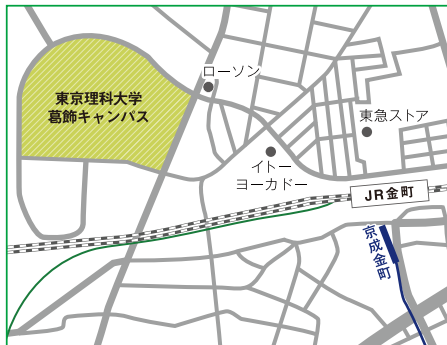 東京理科大学
葛飾キャンパス
ローソン
東急ストア
イトー
ヨーカドー
JR金町
京成金町